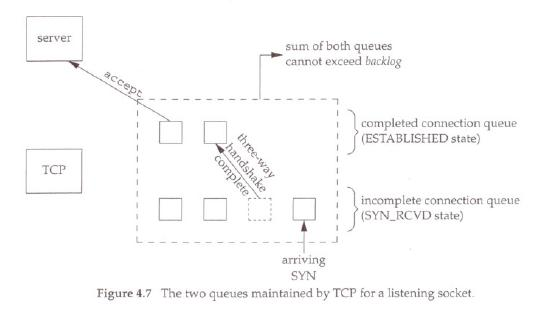 server
sum of both queues
cannot exceed backlog
accept
completed connection queue
(ESTABLISHED state)
three-way
handshake
complete
TCP
incomplete connection queue
(SYN_RCVD state)
arriving
SYN
Figure 4.7 The two queues maintained by TCP for a listening socket.